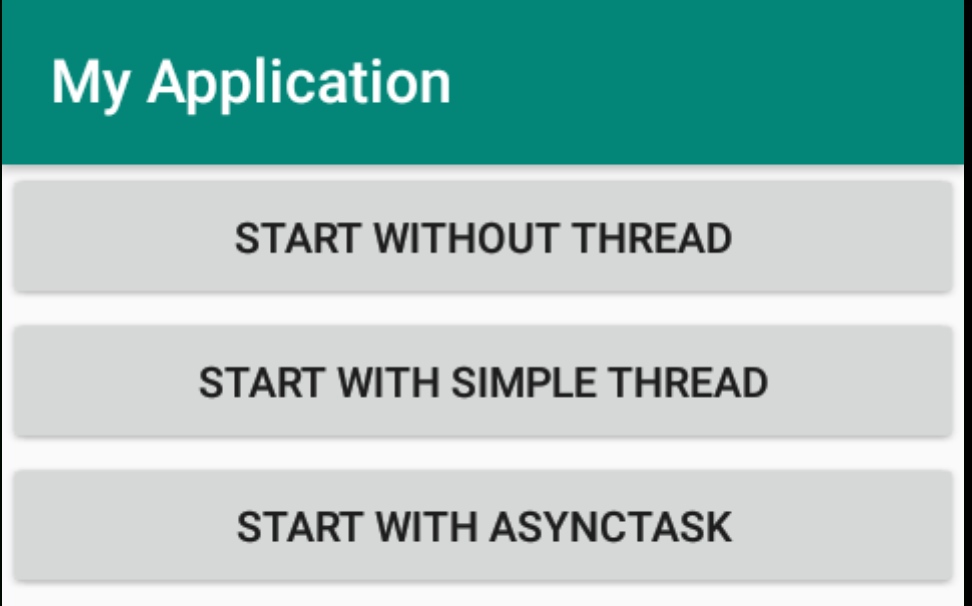 My Application
START WITHOUT THREAD
START WITH SIMPLE THREAD
START WITH ASYNCTASK